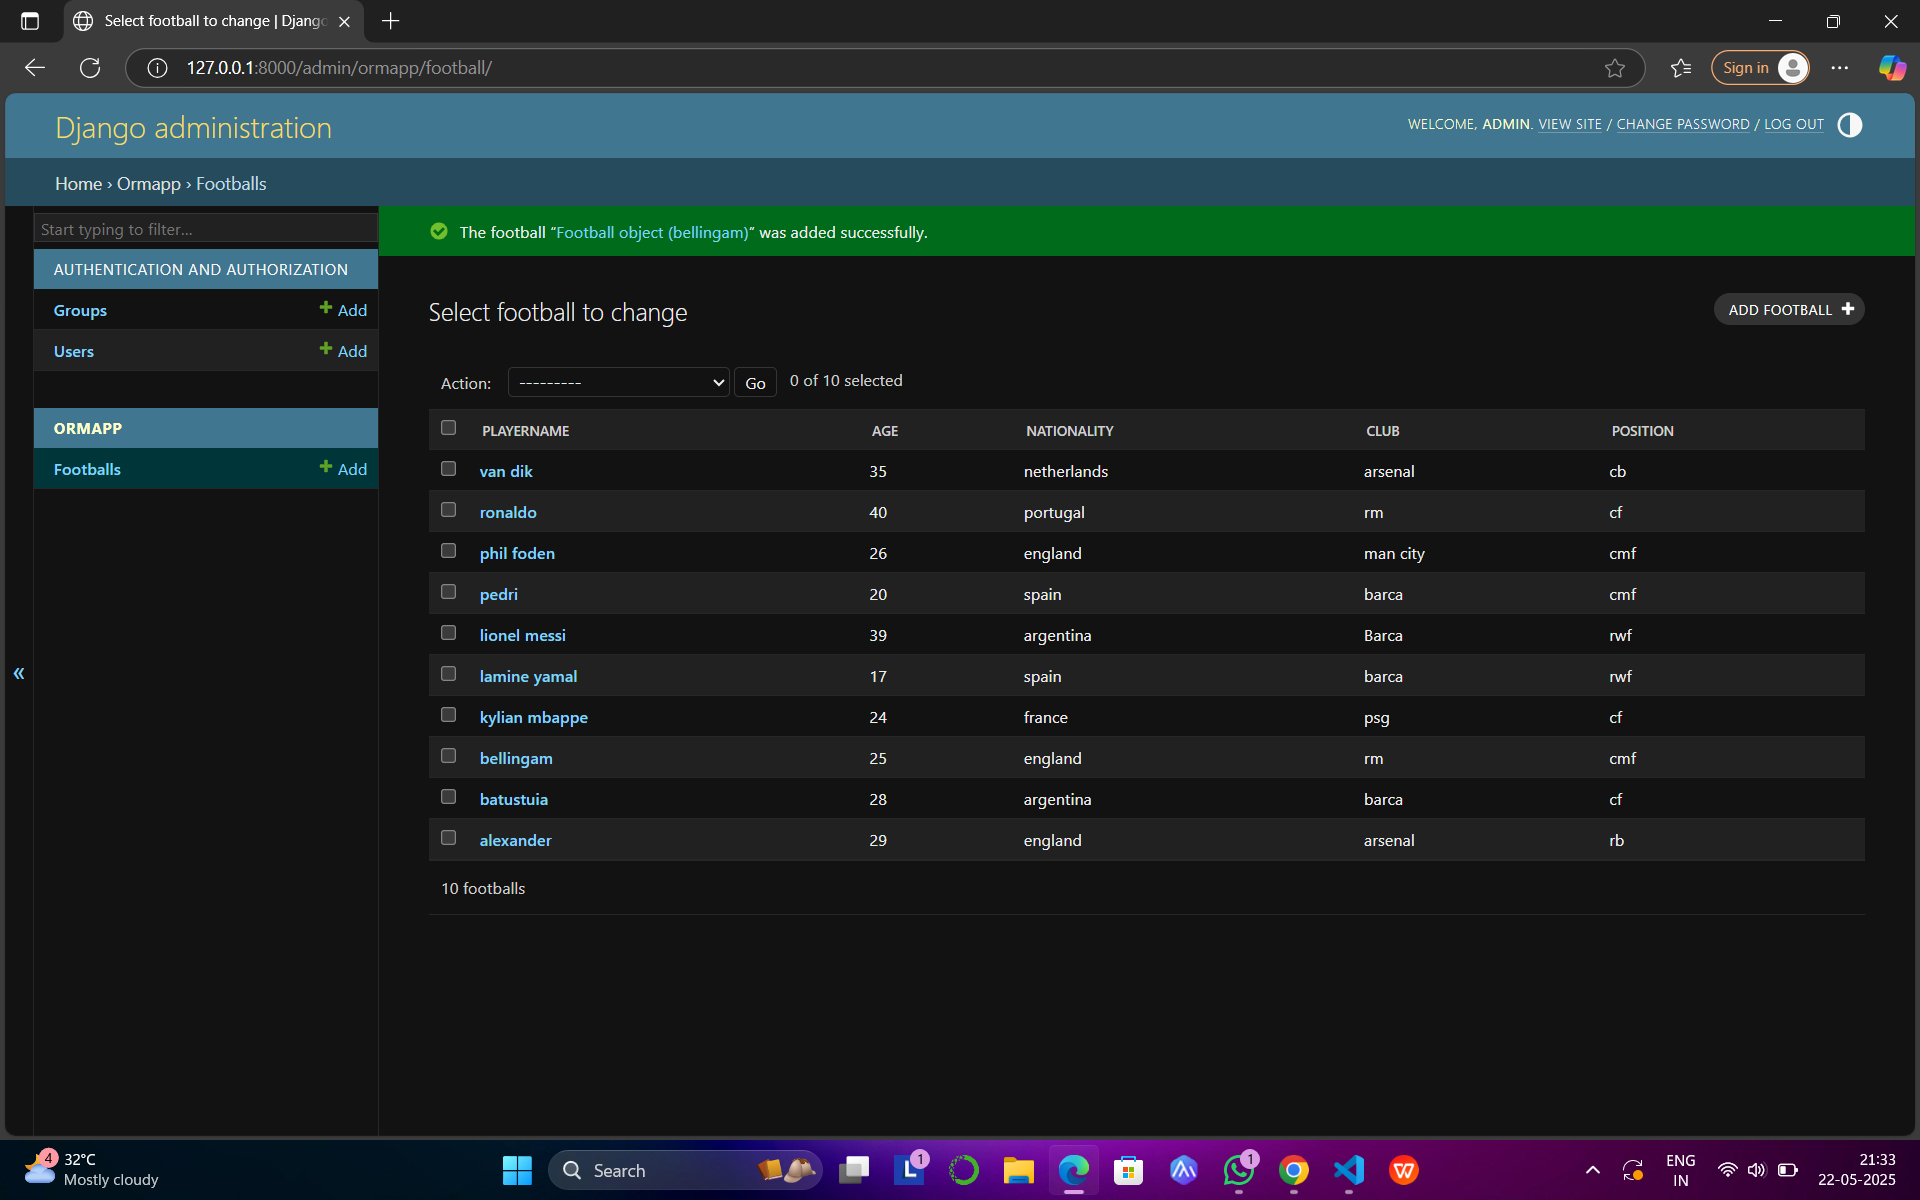 Select football to change | Django
127.0.0.1:8000/admin/ormapp/football/
Sign in
Django administration
WELCOME, ADMIN. VIEW SITE / CHANGE PASSWORD / LOG OUT
Home › Ormapp › Footballs
Start typing to filter...
The football “Football object (bellingam)” was added successfully.
AUTHENTICATION AND AUTHORIZATION
Groups Add
Users Add
ORMAPP
Footballs Add
«
Select football to change
ADD FOOTBALL
Action: --------- Go 0 of 10 selected
PLAYERNAME AGE NATIONALITY CLUB POSITION
van dik 35 netherlands arsenal cb
ronaldo 40 portugal rm cf
phil foden 26 england man city cmf
pedri 20 spain barca cmf
lionel messi 39 argentina Barca rwf
lamine yamal 17 spain barca rwf
kylian mbappe 24 france psg cf
bellingam 25 england rm cmf
batustuia 28 argentina barca cf
alexander 29 england arsenal rb
10 footballs
4
32°C
Mostly cloudy
Search
L
1
1
ENG
IN
21:33
22-05-2025